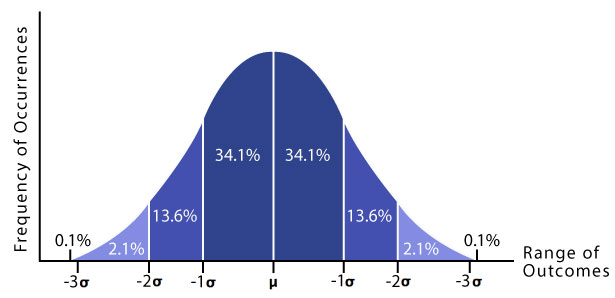 Frequency of Occurrences
34.1% 34.1%
13.6% 13.6%
0.1% 2.1% 2.1% 0.1%
-3σ -2σ -1σ μ -1σ -2σ -3σ
Range of
Outcomes